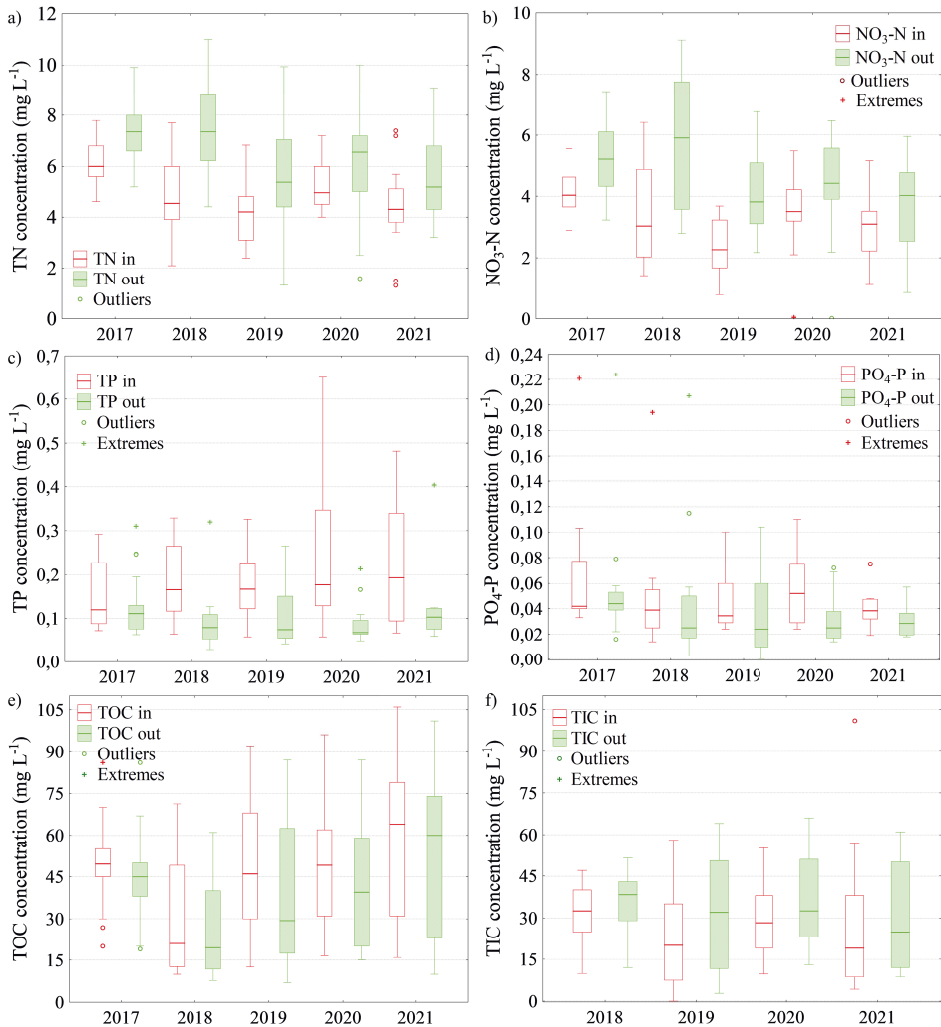 a)
TN concentration (mg L⁻¹)
12
10
8
6
4
2
0
TN in
TN out
Outliers
2017 2018 2019 2020 2021
b)
NO₃-N concentration (mg L⁻¹)
10
8
6
4
2
0
NO₃-N in
NO₃-N out
Outliers
Extremes
2017 2018 2019 2020 2021
c)
TP concentration (mg L⁻¹)
0,7
0,6
0,5
0,4
0,3
0,2
0,1
0,0
TP in
TP out
Outliers
Extremes
2017 2018 2019 2020 2021
d)
PO₄-P concentration (mg L⁻¹)
0,24
0,22
0,20
0,18
0,16
0,14
0,12
0,10
0,08
0,06
0,04
0,02
0,00
PO₄-P in
PO₄-P out
Outliers
Extremes
2017 2018 2019 2020 2021
e)
TOC concentration (mg L⁻¹)
105
90
75
60
45
30
15
0
TOC in
TOC out
Outliers
Extremes
2017 2018 2019 2020 2021
f)
TIC concentration (mg L⁻¹)
105
90
75
60
45
30
15
0
TIC in
TIC out
Outliers
Extremes
2018 2019 2020 2021